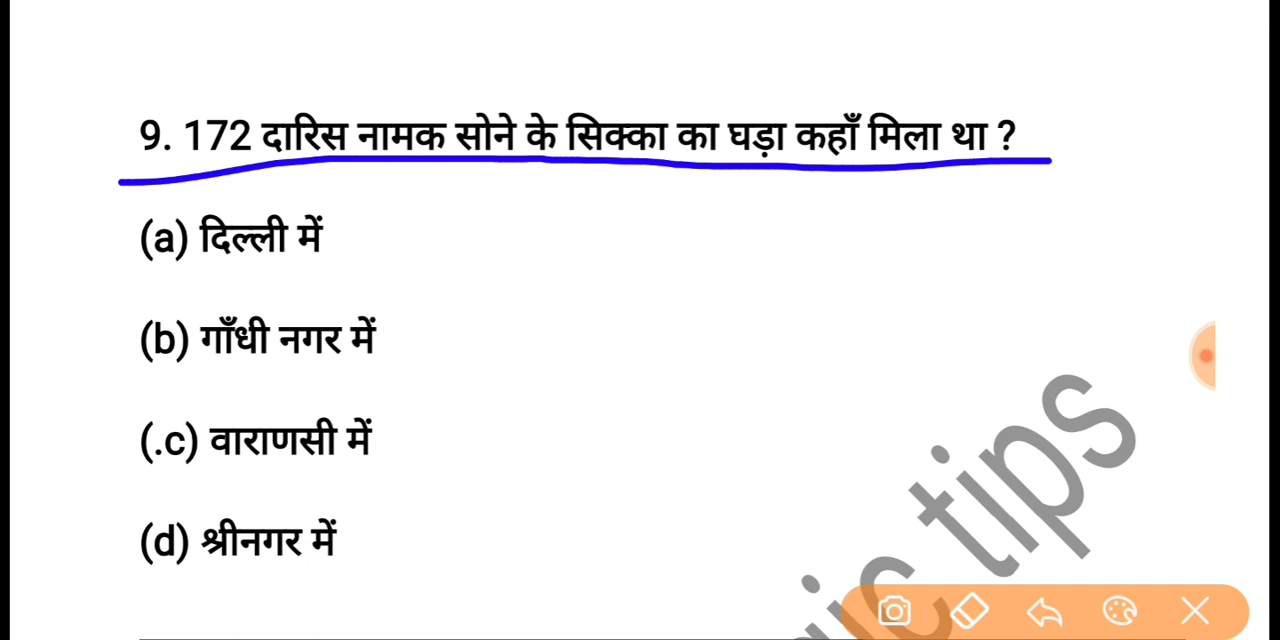 9. 172 दारिस नामक सोने के सिक्का का घड़ा कहाँ मिला था ?
(a) दिल्ली में
(b) गाँधी नगर में
(.c) वाराणसी में
(d) श्रीनगर में
tips